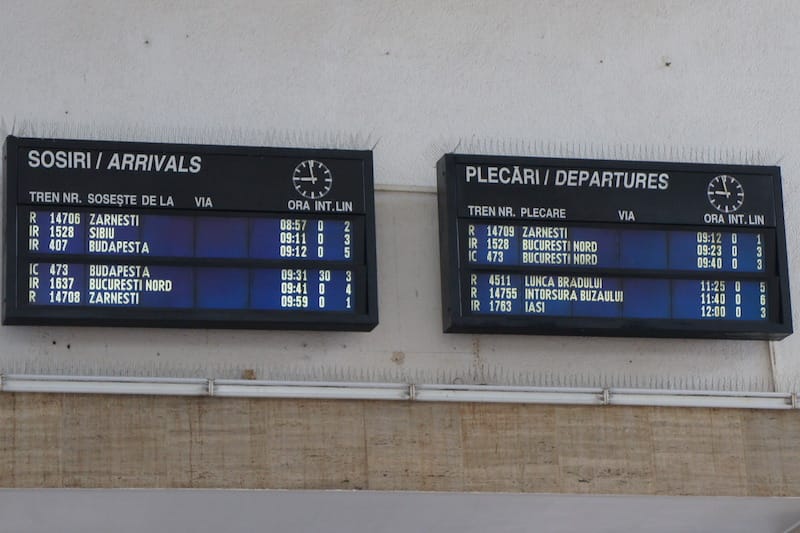 SOSIRI / ARRIVALS
TREN NR. SOSEȘTE DE LA VIA ORA INT. LIN
R 14706 ZARNESTI 08:57 0 2
IR 1528 SIBIU 09:11 0 3
IR 407 BUDAPESTA 09:12 0 5
IC 473 BUDAPESTA 09:31 30 3
IR 1637 BUCURESTI NORD 09:41 0 4
R 14708 ZARNESTI 09:59 0 1
PLECĂRI / DEPARTURES
TREN NR. PLECARE VIA ORA INT. LIN
R 14709 ZARNESTI 09:12 0 1
IR 1528 BUCURESTI NORD 09:23 0 3
IC 473 BUCURESTI NORD 09:40 0 3
R 4511 LUNCA BRADULUI 11:25 0 5
R 14755 INTORSURA BUZAULUI 11:40 0 6
IR 1763 IASI 12:00 0 3